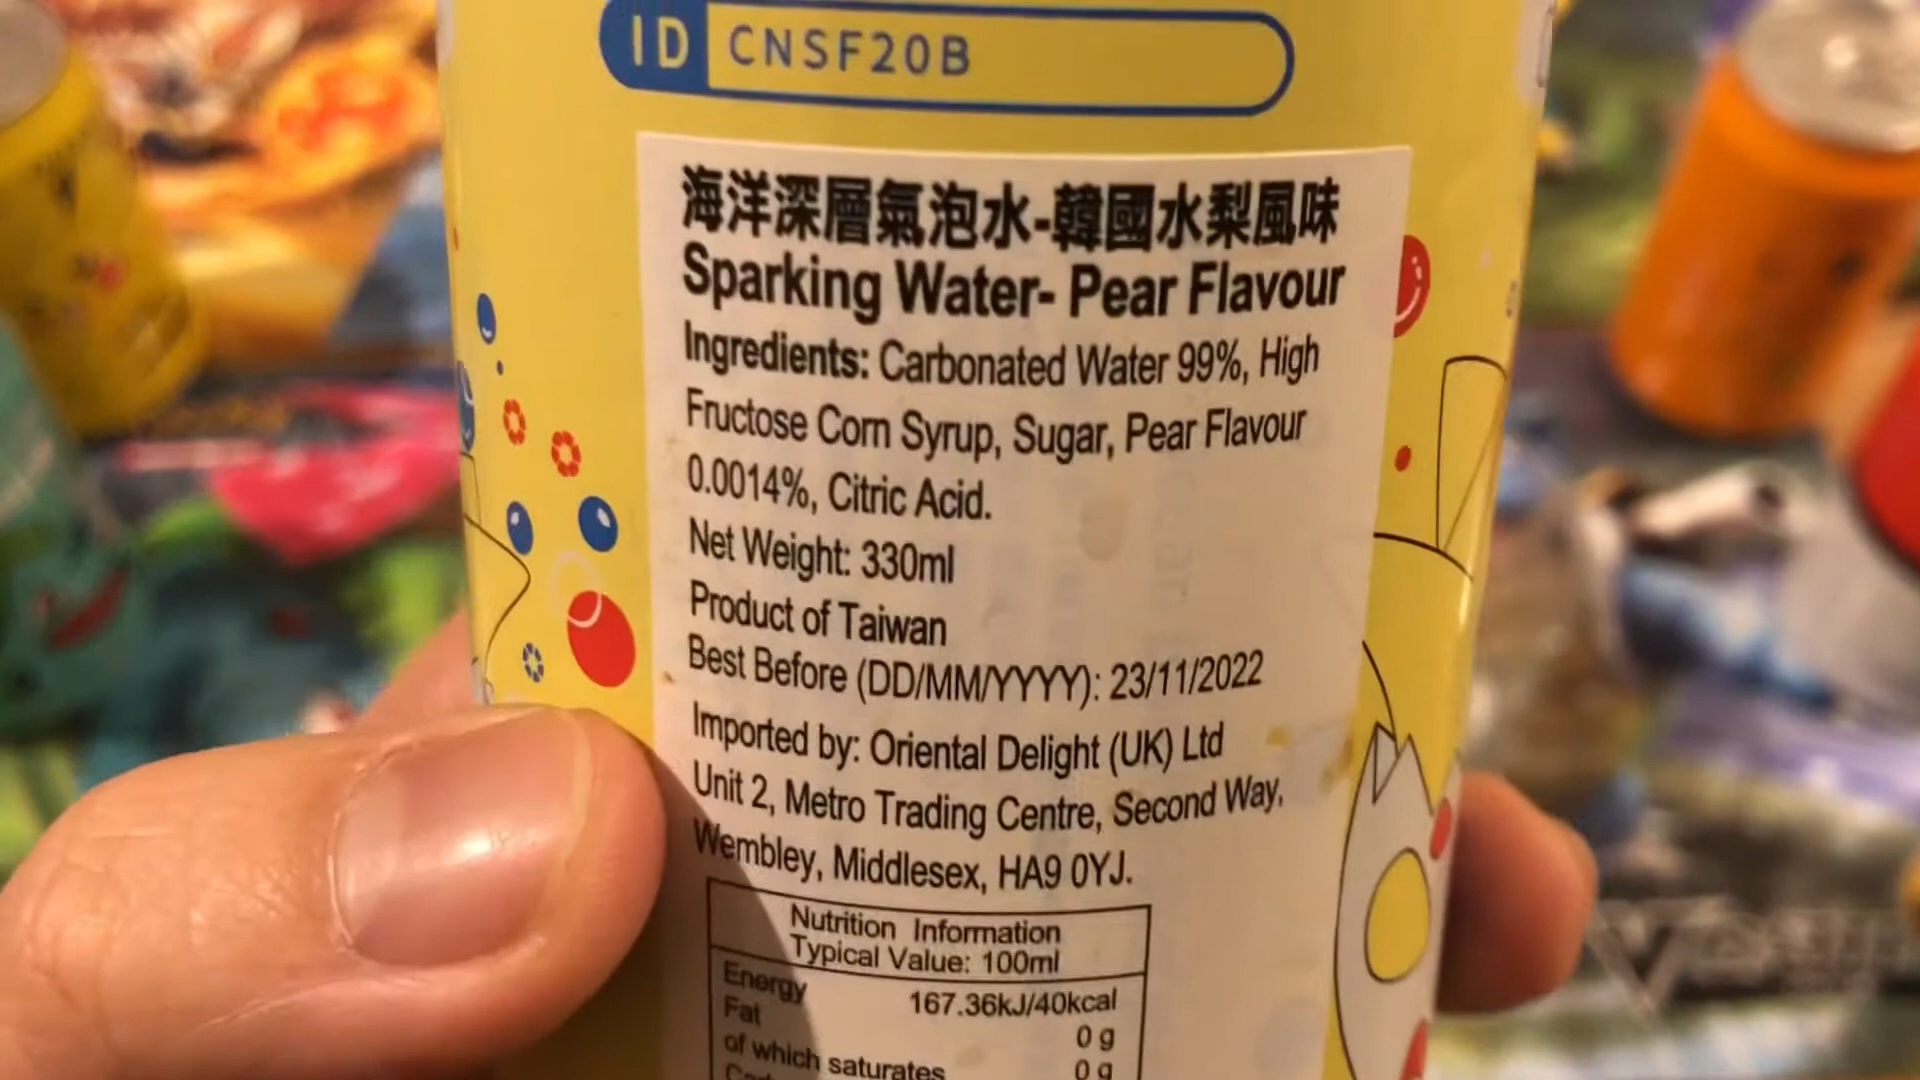 ID CNSF20B
海洋深層氣泡水-韓國水梨風味
Sparking Water- Pear Flavour
Ingredients: Carbonated Water 99%, High
Fructose Corn Syrup, Sugar, Pear Flavour
0.0014%, Citric Acid.
Net Weight: 330ml
Product of Taiwan
Best Before (DD/MM/YYYY): 23/11/2022
Imported by: Oriental Delight (UK) Ltd
Unit 2, Metro Trading Centre, Second Way,
Wembley, Middlesex, HA9 0YJ.
Nutrition Information
Typical Value: 100ml
Energy 167.36kJ/40kcal
Fat 0 g
of which saturates 0 g